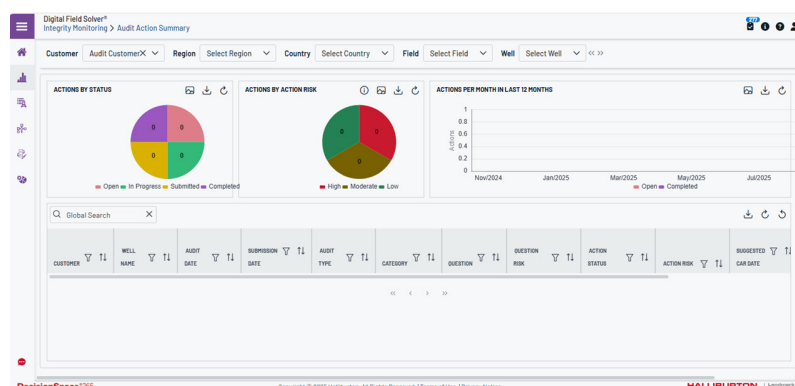 Digital Field Solver®
Integrity Monitoring > Audit Action Summary
277
Customer Audit Customer X Region Select Region Country Select Country Field Select Field Well Select Well
ACTIONS BY STATUS
0 0
0 0
Open In Progress Submitted Completed
ACTIONS BY ACTION RISK
0 0
0
High Moderate Low
ACTIONS PER MONTH IN LAST 12 MONTHS
Actions
1
0.8
0.6
0.4
0.2
0
Nov/2024 Jan/2025 Mar/2025 May/2025 Jul/2025
Open Completed
Global Search
CUSTOMER
WELL
NAME
AUDIT
DATE
SUBMISSION
DATE
AUDIT
TYPE
CATEGORY
QUESTION
QUESTION
RISK
ACTION
STATUS
ACTION RISK
SUGGESTED
CAR DATE
DecisionSpace®365
HALLIBURTON | Landmark